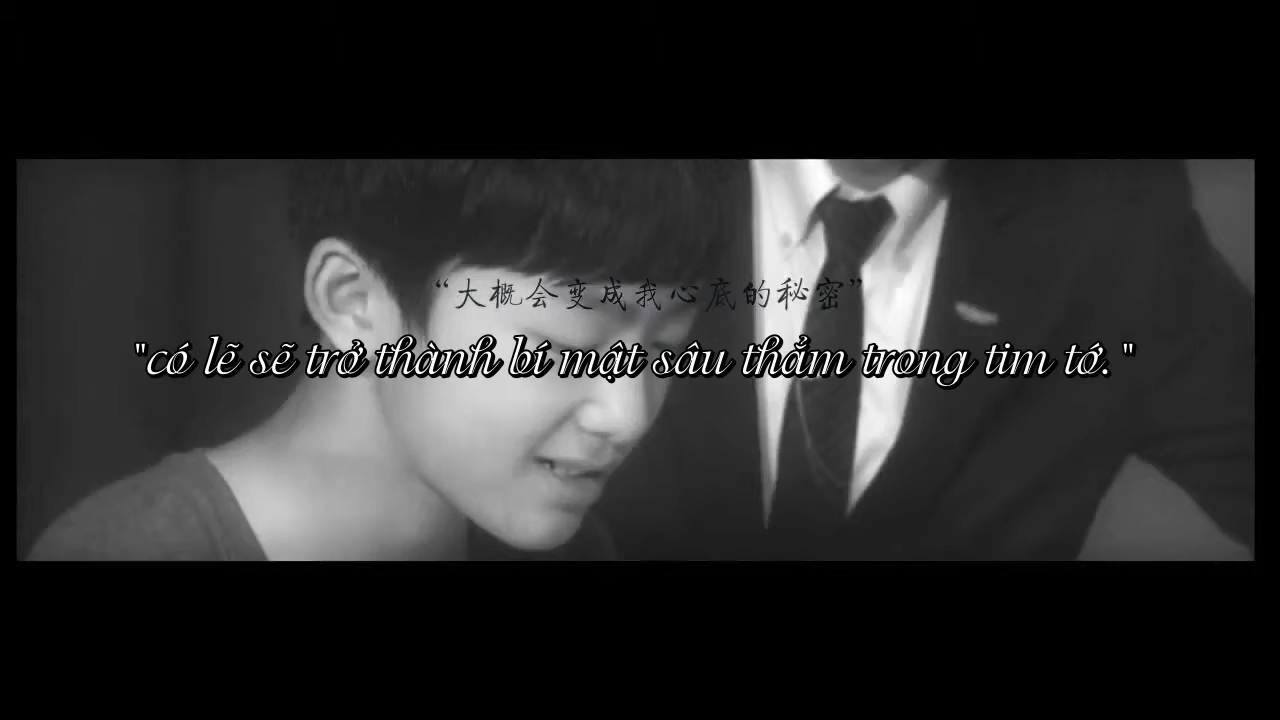 “大概会变成我心底的秘密”
"có lẽ sẽ trở thành bí mật sâu thẳm trong tim tớ. "